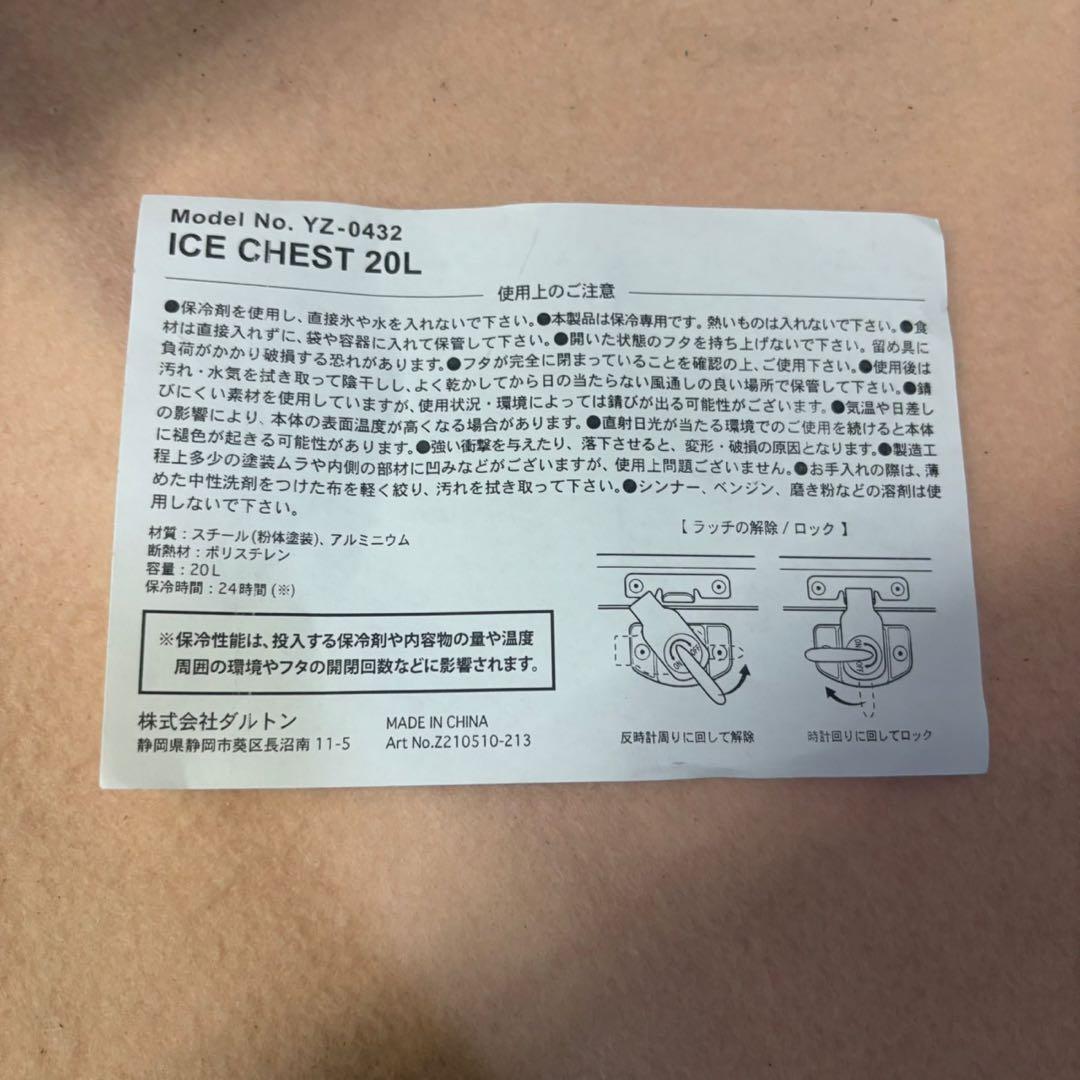 Model No. YZ-0432
ICE CHEST 20L
使用上のご注意
●保冷剤を使用し、直接氷や水を入れないで下さい。●本製品は保冷専用です。熱いものは入れないで下さい。●食
材は直接入れずに、袋や容器に入れて保管して下さい。●開いた状態のフタを持ち上げないで下さい。留め具に
負荷がかかり破損する恐れがあります。●フタが完全に閉まっていることを確認の上、ご使用下さい。●使用後は
汚れ・水気を拭き取って陰干しし、よく乾かしてから日の当たらない風通しの良い場所で保管して下さい。●錆
びにくい素材を使用していますが、使用状況・環境によっては錆びが出る可能性がございます。●気温や日差し
の影響により、本体の表面温度が高くなる場合があります。●直射日光が当たる環境でのご使用を続けると本体
に褪色が起きる可能性があります。●強い衝撃を与えたり、落下させると、変形・破損の原因となります。●製造工
程上多少の塗装ムラや内側の部材に凹みなどがございますが、使用上問題ございません。●お手入れの際は、薄
めた中性洗剤をつけた布を軽く絞り、汚れを拭き取って下さい。●シンナー、ベンジン、磨き粉などの溶剤は使
用しないで下さい。
材質：スチール(粉体塗装)、アルミニウム
断熱材：ポリスチレン
容量：20L
保冷時間：24時間(※)
※保冷性能は、投入する保冷剤や内容物の量や温度
周囲の環境やフタの開閉回数などに影響されます。
株式会社ダルトン
静岡県静岡市葵区長沼南11-5
MADE IN CHINA
Art No.Z210510-213
【ラッチの解除/ロック】
ON OFF
ON OFF
反時計周りに回して解除
時計回りに回してロック